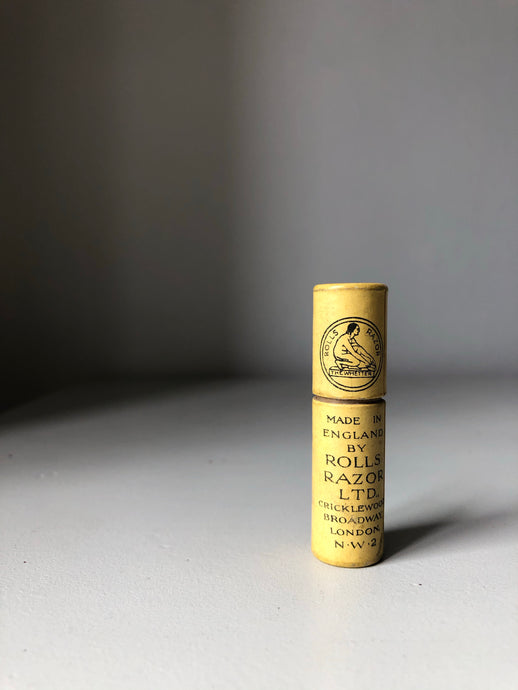 ROLLS RAZOR
THE WHETTER
MADE IN
ENGLAND
BY
ROLLS
RAZOR
LTD.,
CRICKLEWOOD
BROADWAY,
LONDON
N·W·2